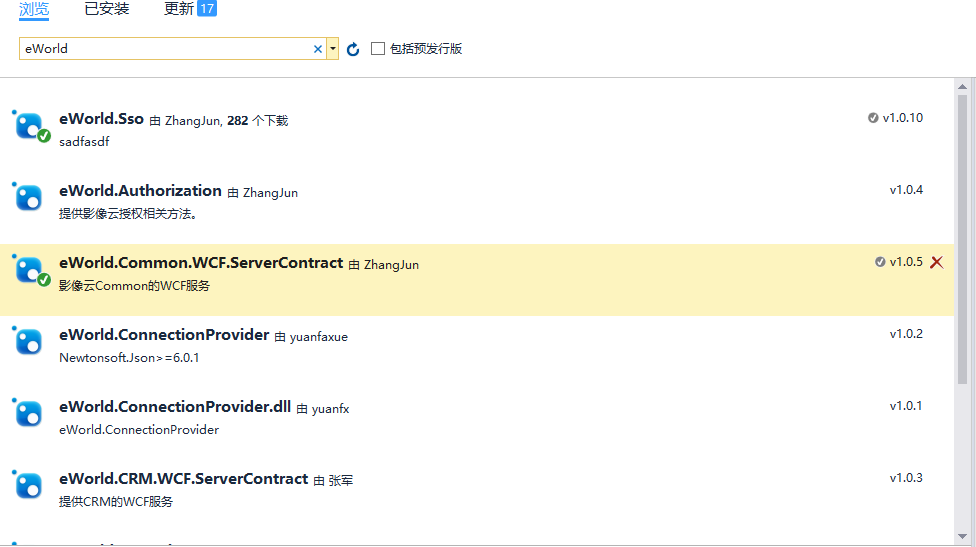 浏览 已安装 更新 17
eWorld 包括预发行版
eWorld.Sso 由 ZhangJun, 282 个下载 v1.0.10
sadfasdf
eWorld.Authorization 由 ZhangJun v1.0.4
提供影像云授权相关方法。
eWorld.Common.WCF.ServerContract 由 ZhangJun v1.0.5
影像云Common的WCF服务
eWorld.ConnectionProvider 由 yuanfaxue v1.0.2
Newtonsoft.Json>=6.0.1
eWorld.ConnectionProvider.dll 由 yuanfx v1.0.1
eWorld.ConnectionProvider
eWorld.CRM.WCF.ServerContract 由 张军 v1.0.3
提供CRM的WCF服务